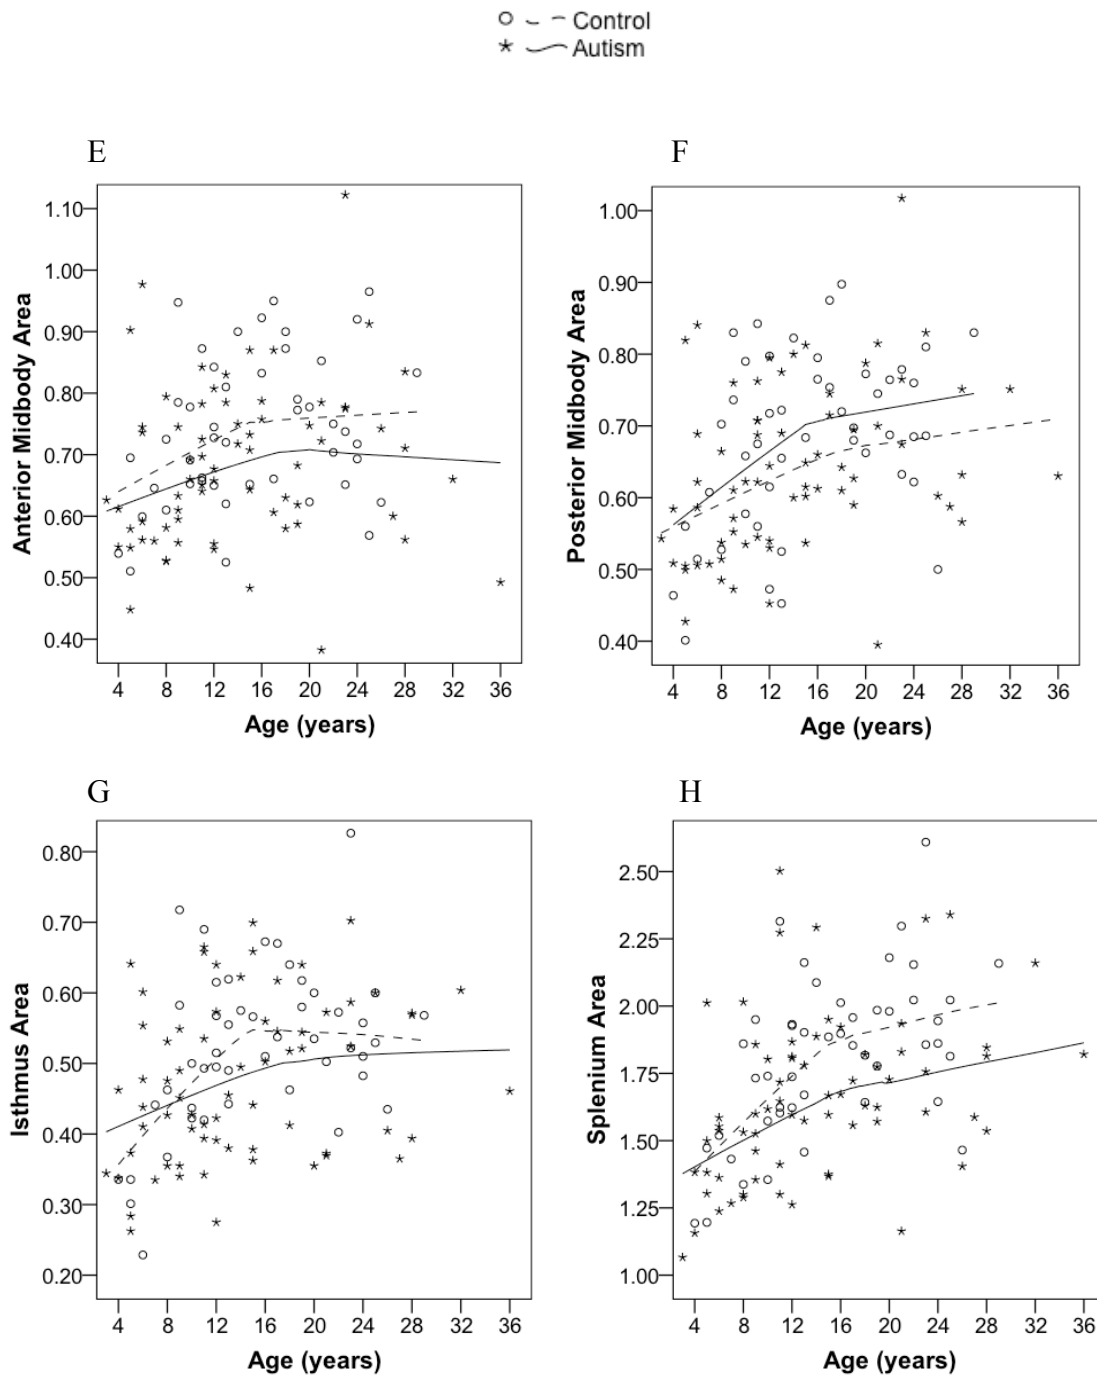 Control
Autism
E
1.10
1.00
0.90
0.80
0.70
0.60
0.50
0.40
Anterior Midbody Area
4 8 12 16 20 24 28 32 36
Age (years)
F
1.00
0.90
0.80
0.70
0.60
0.50
0.40
Posterior Midbody Area
4 8 12 16 20 24 28 32 36
Age (years)
G
0.80
0.70
0.60
0.50
0.40
0.30
0.20
Isthmus Area
4 8 12 16 20 24 28 32 36
Age (years)
H
2.50
2.25
2.00
1.75
1.50
1.25
1.00
Splenium Area
4 8 12 16 20 24 28 32 36
Age (years)